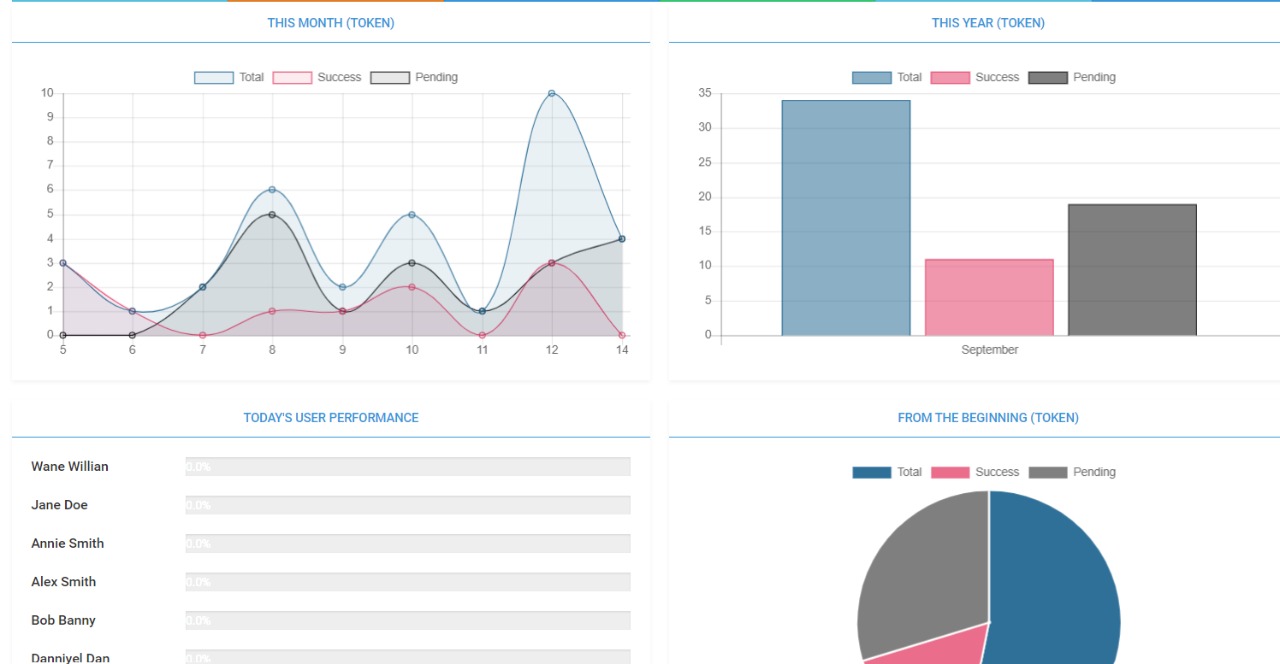 THIS MONTH (TOKEN)
Total Success Pending
10
9
8
7
6
5
4
3
2
1
0
5 6 7 8 9 10 11 12 14
THIS YEAR (TOKEN)
Total Success Pending
35
30
25
20
15
10
5
0
September
TODAY'S USER PERFORMANCE
Wane Willian 0.0%
Jane Doe 0.0%
Annie Smith 0.0%
Alex Smith 0.0%
Bob Banny 0.0%
Danniyel Dan 0.0%
FROM THE BEGINNING (TOKEN)
Total Success Pending